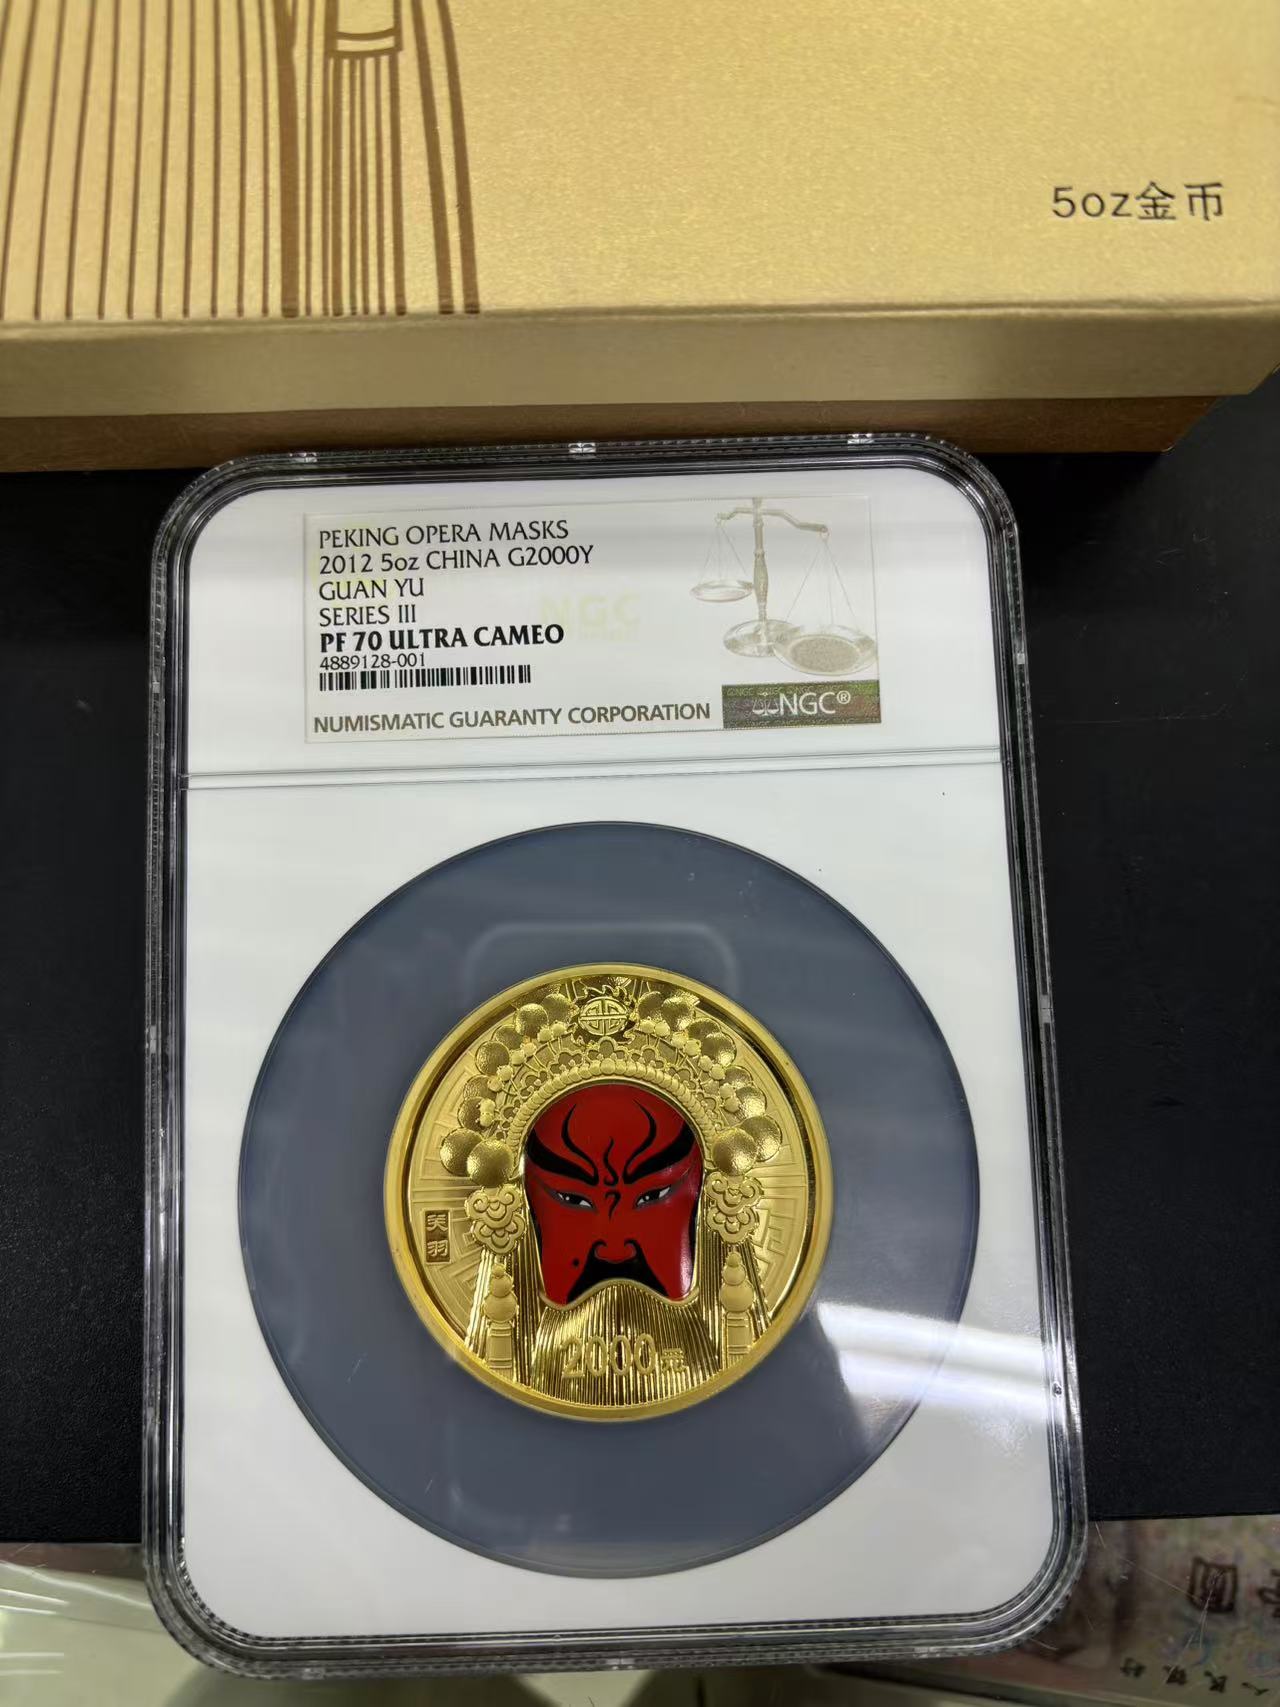 5oz金币
PEKING OPERA MASKS
2012 5oz CHINA G2000Y
GUAN YU
SERIES III
PF 70 ULTRA CAMEO
4889128-001
NUMISMATIC GUARANTY CORPORATION
NGC®
关羽
2000元